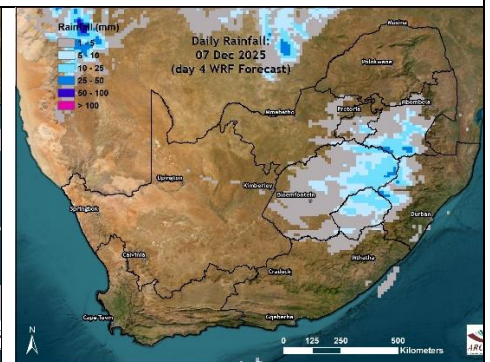 Rainfall (mm)
1 - 5
5 - 10
10 - 25
25 - 50
50 - 100
> 100
Daily Rainfall:
07 Dec 2025
(day 4 WRF Forecast)
Musina
Polokwane
Mbombela
Pretoria
Mmabatho
Upington
Kimberley
Bloemfontein
Springbok
Durban
Calvinia
Mthatha
Cradock
Cape Town
Gqeberha
N
0 125 250 500
Kilometers
ARC